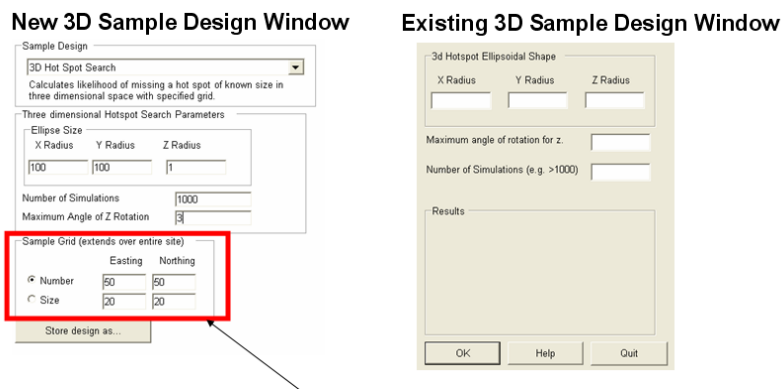 New 3D Sample Design Window
Sample Design
3D Hot Spot Search
Calculates likelihood of missing a hot spot of known size in
three dimensional space with specified grid.
Three dimensional Hotspot Search Parameters
Ellipse Size
X Radius Y Radius Z Radius
100 100 1
Number of Simulations 1000
Maximum Angle of Z Rotation 3
Sample Grid (extends over entire site)
Easting Northing
Number 50 50
Size 20 20
Store design as...
Existing 3D Sample Design Window
3d Hotspot Ellipsoidal Shape
X Radius Y Radius Z Radius
Maximum angle of rotation for z.
Number of Simulations (e.g. >1000)
Results
OK Help Quit